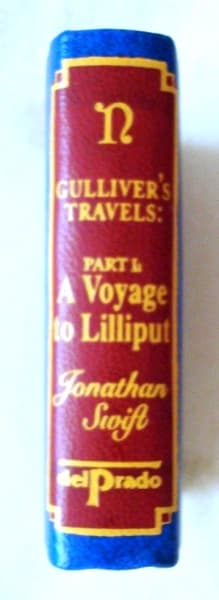 n
GULLIVER'S
TRAVELS:
PART I:
A Voyage
to Lilliput
Jonathan
Swift
delPrado